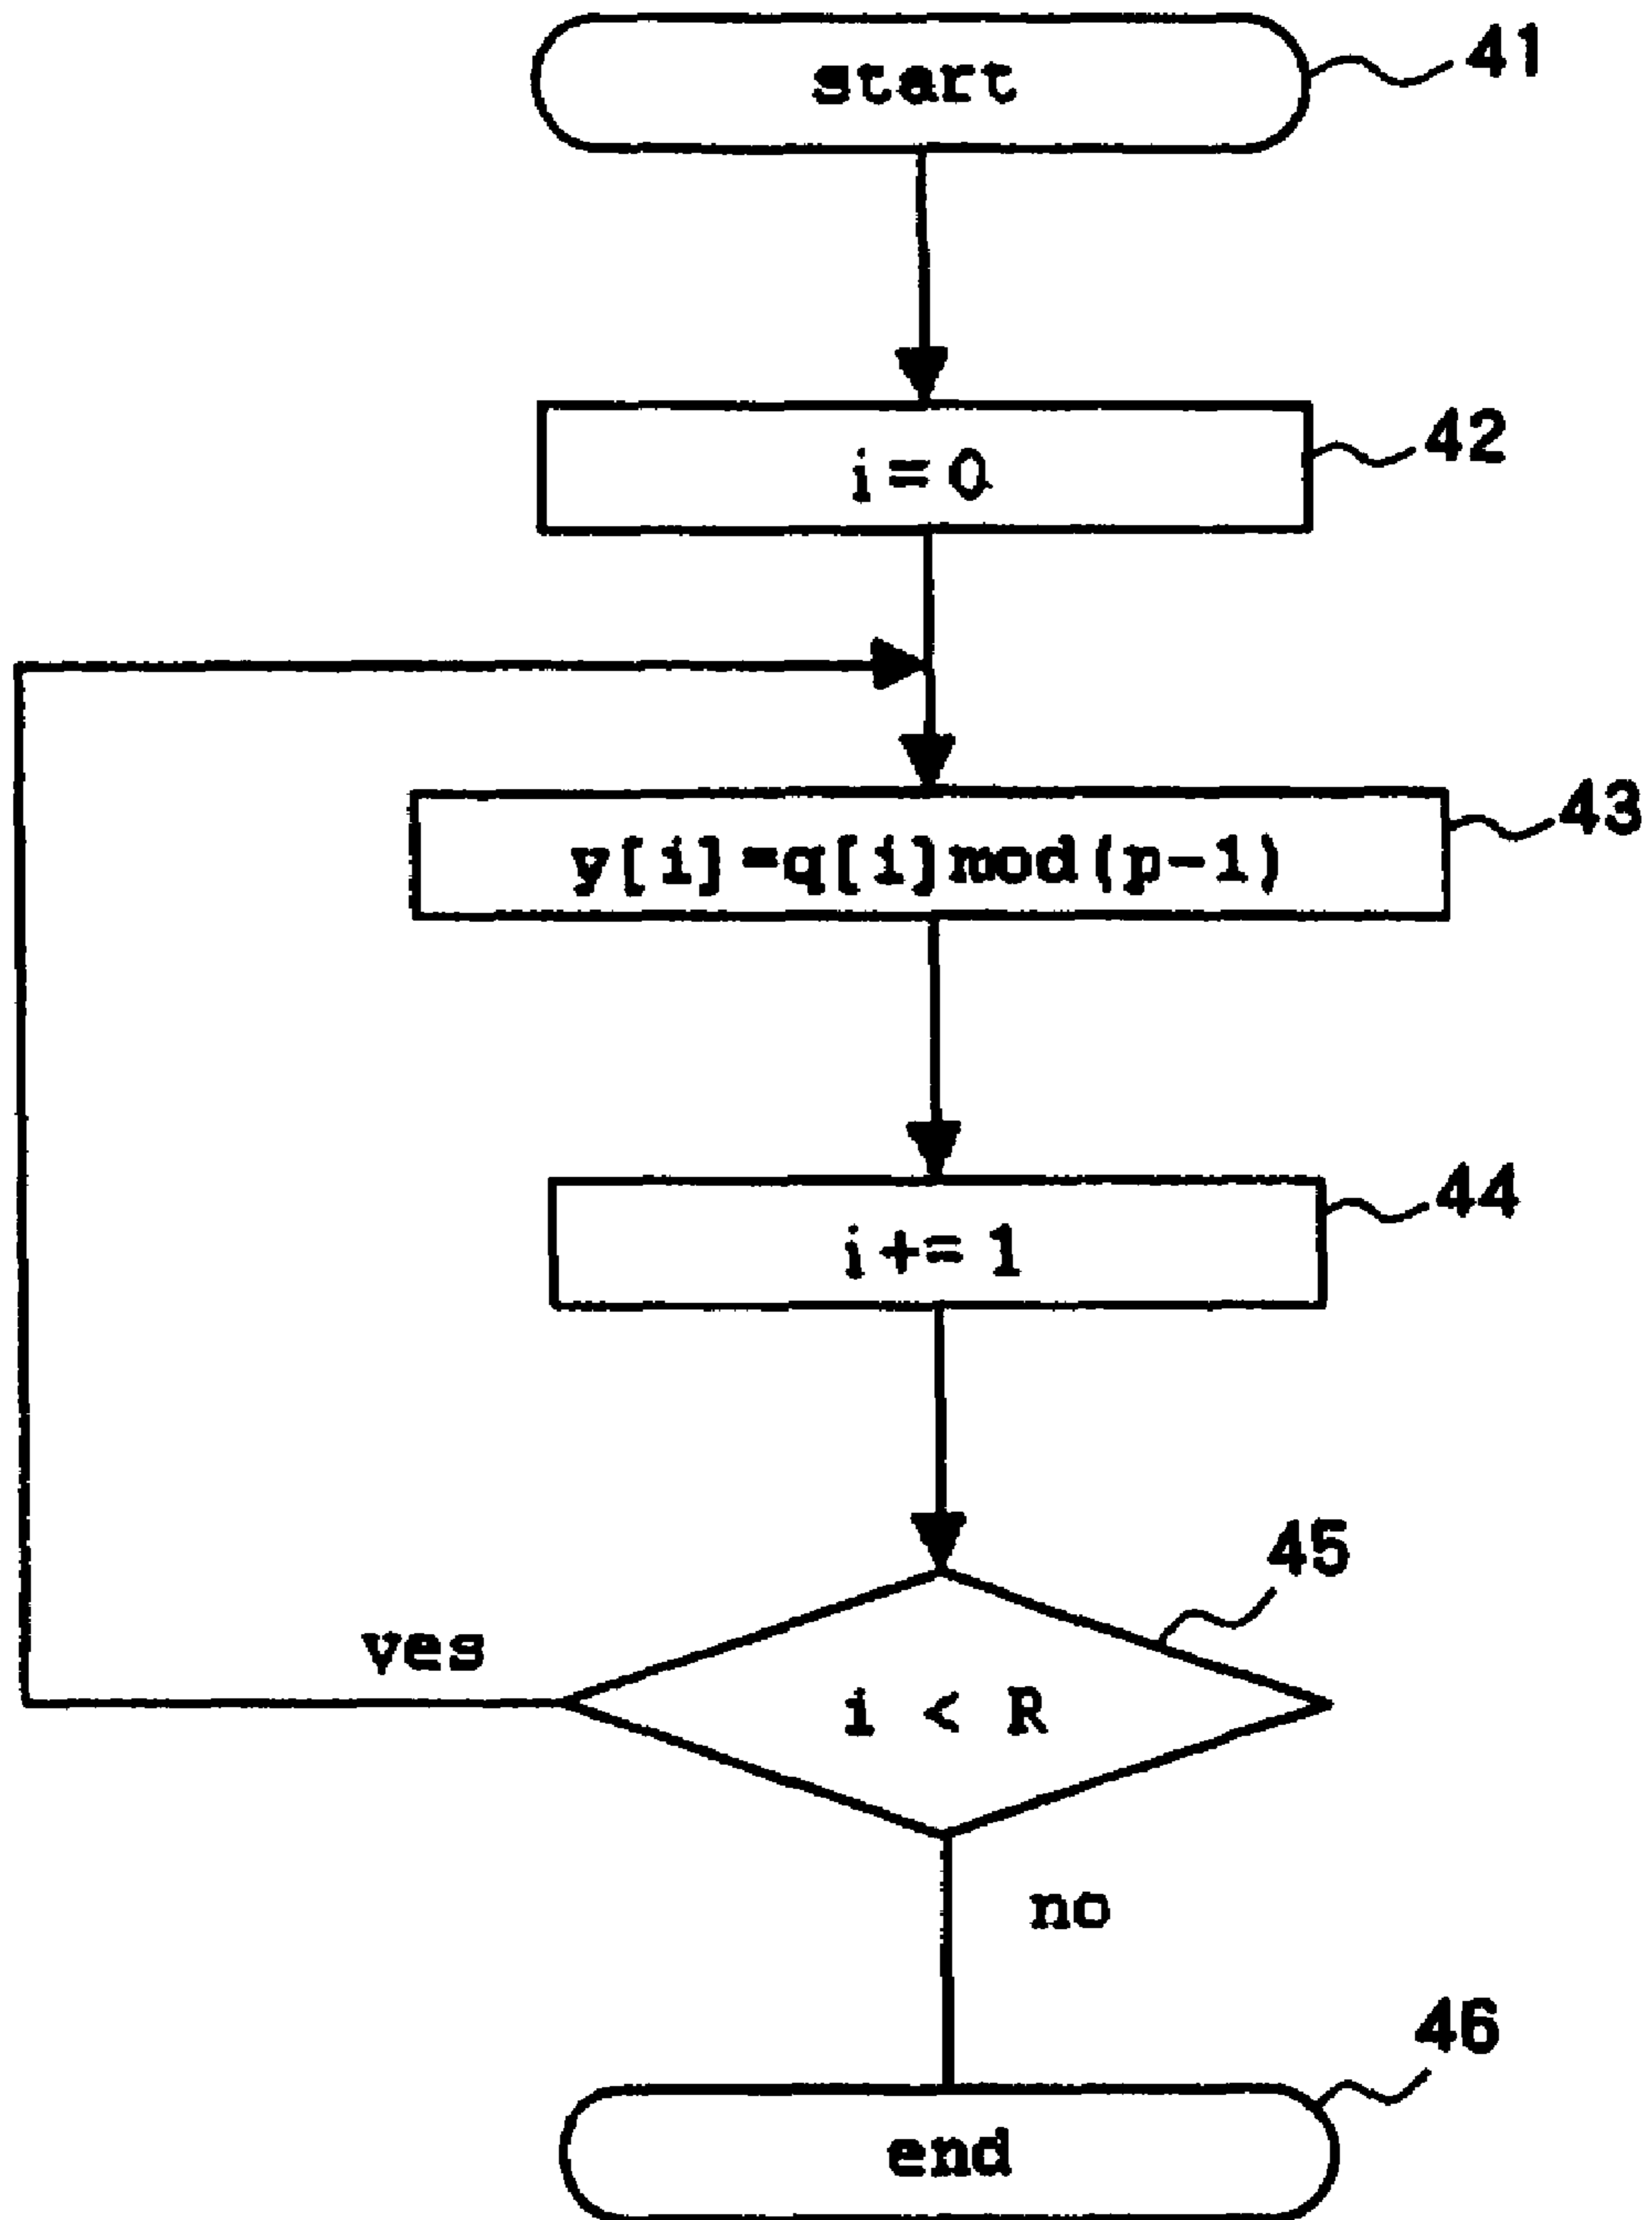 start
41
i=0
42
y[i]=q[i]mod(p-1)
43
i+=1
44
45
yes
i < R
no
46
end